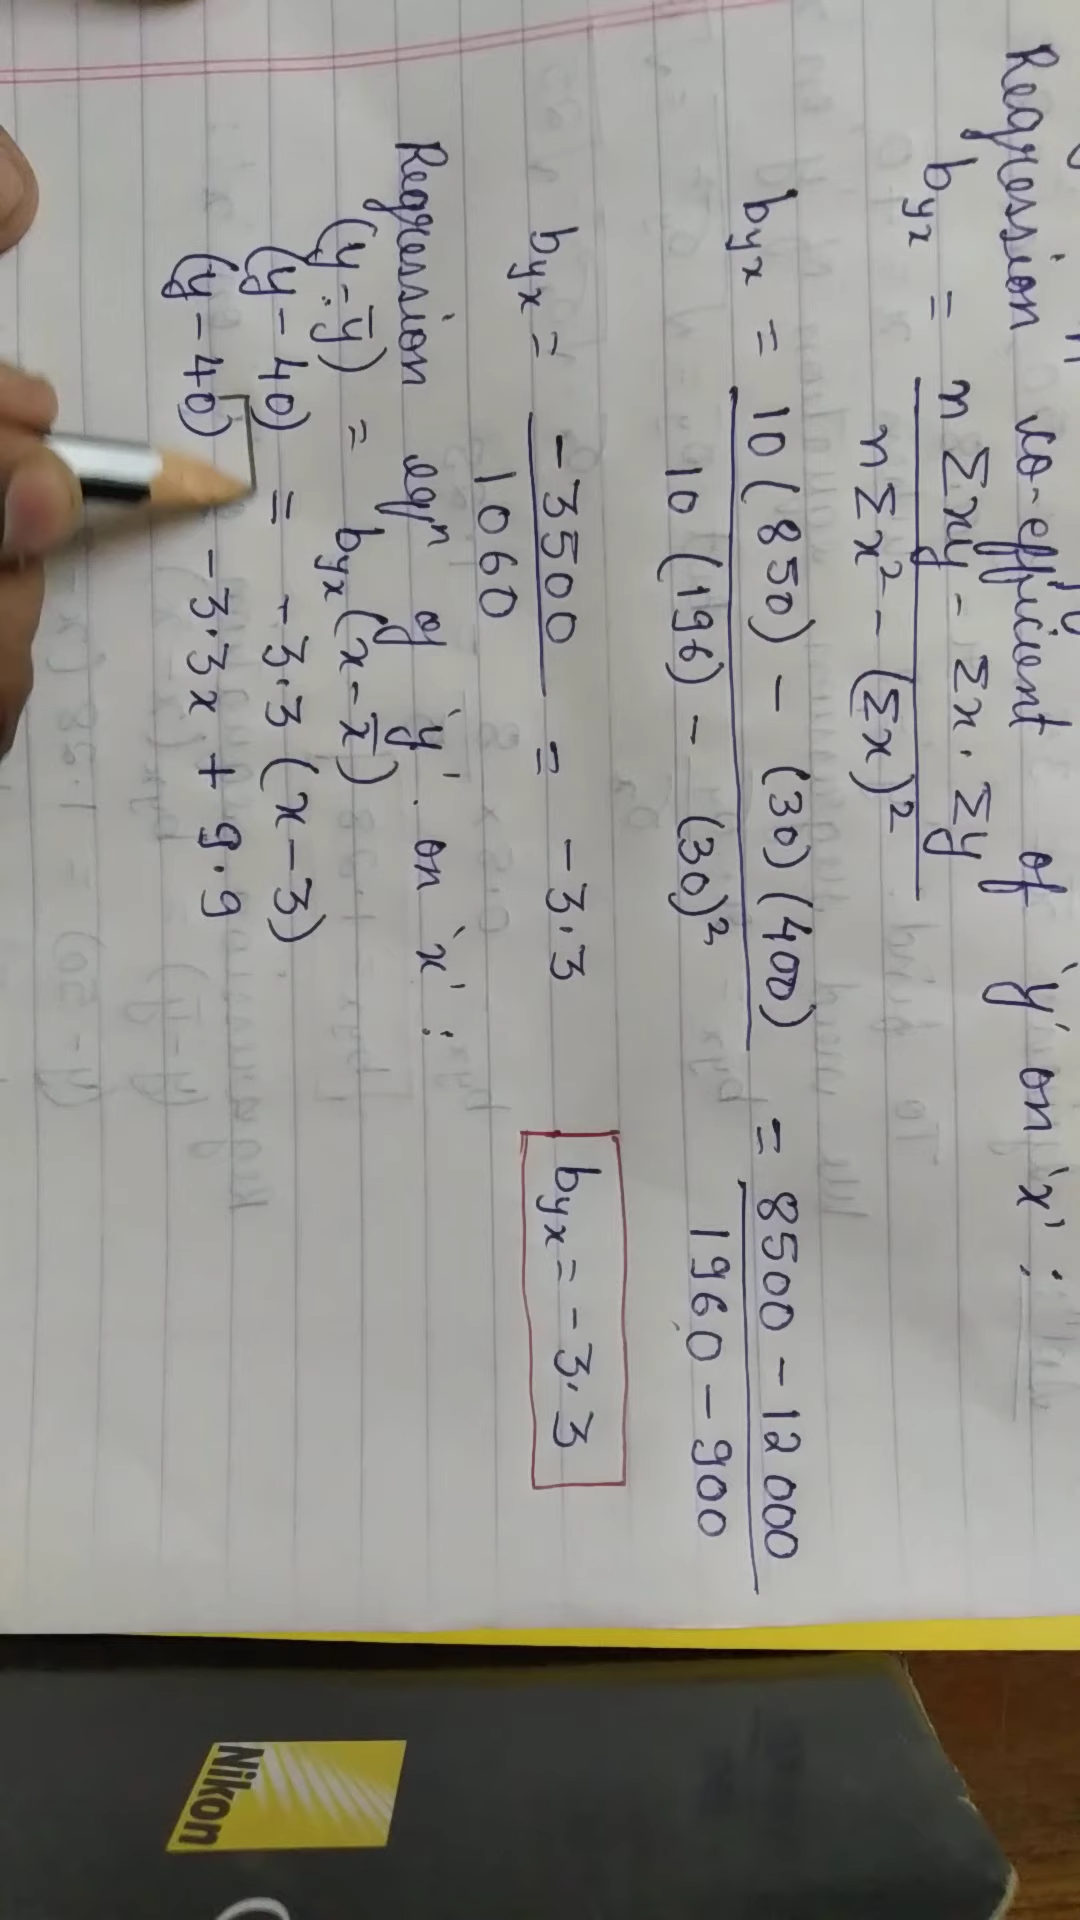 Regression co-efficient of 'y' on 'x' :
byx = nΣxy - Σx . Σy
nΣx² - (Σx)²
byx = 10(850) - (30)(400) = 8500 - 12000
10(196) - (30)² 1960 - 900
byx = -3500 = -3.3
1060
byx = -3.3
Regression eqⁿ of 'y' on 'x' :
(y - ȳ) = byx (x - x̄)
(y - 40) = -3.3 (x - 3)
(y - 40) -3.3x + 9.9
Nikon